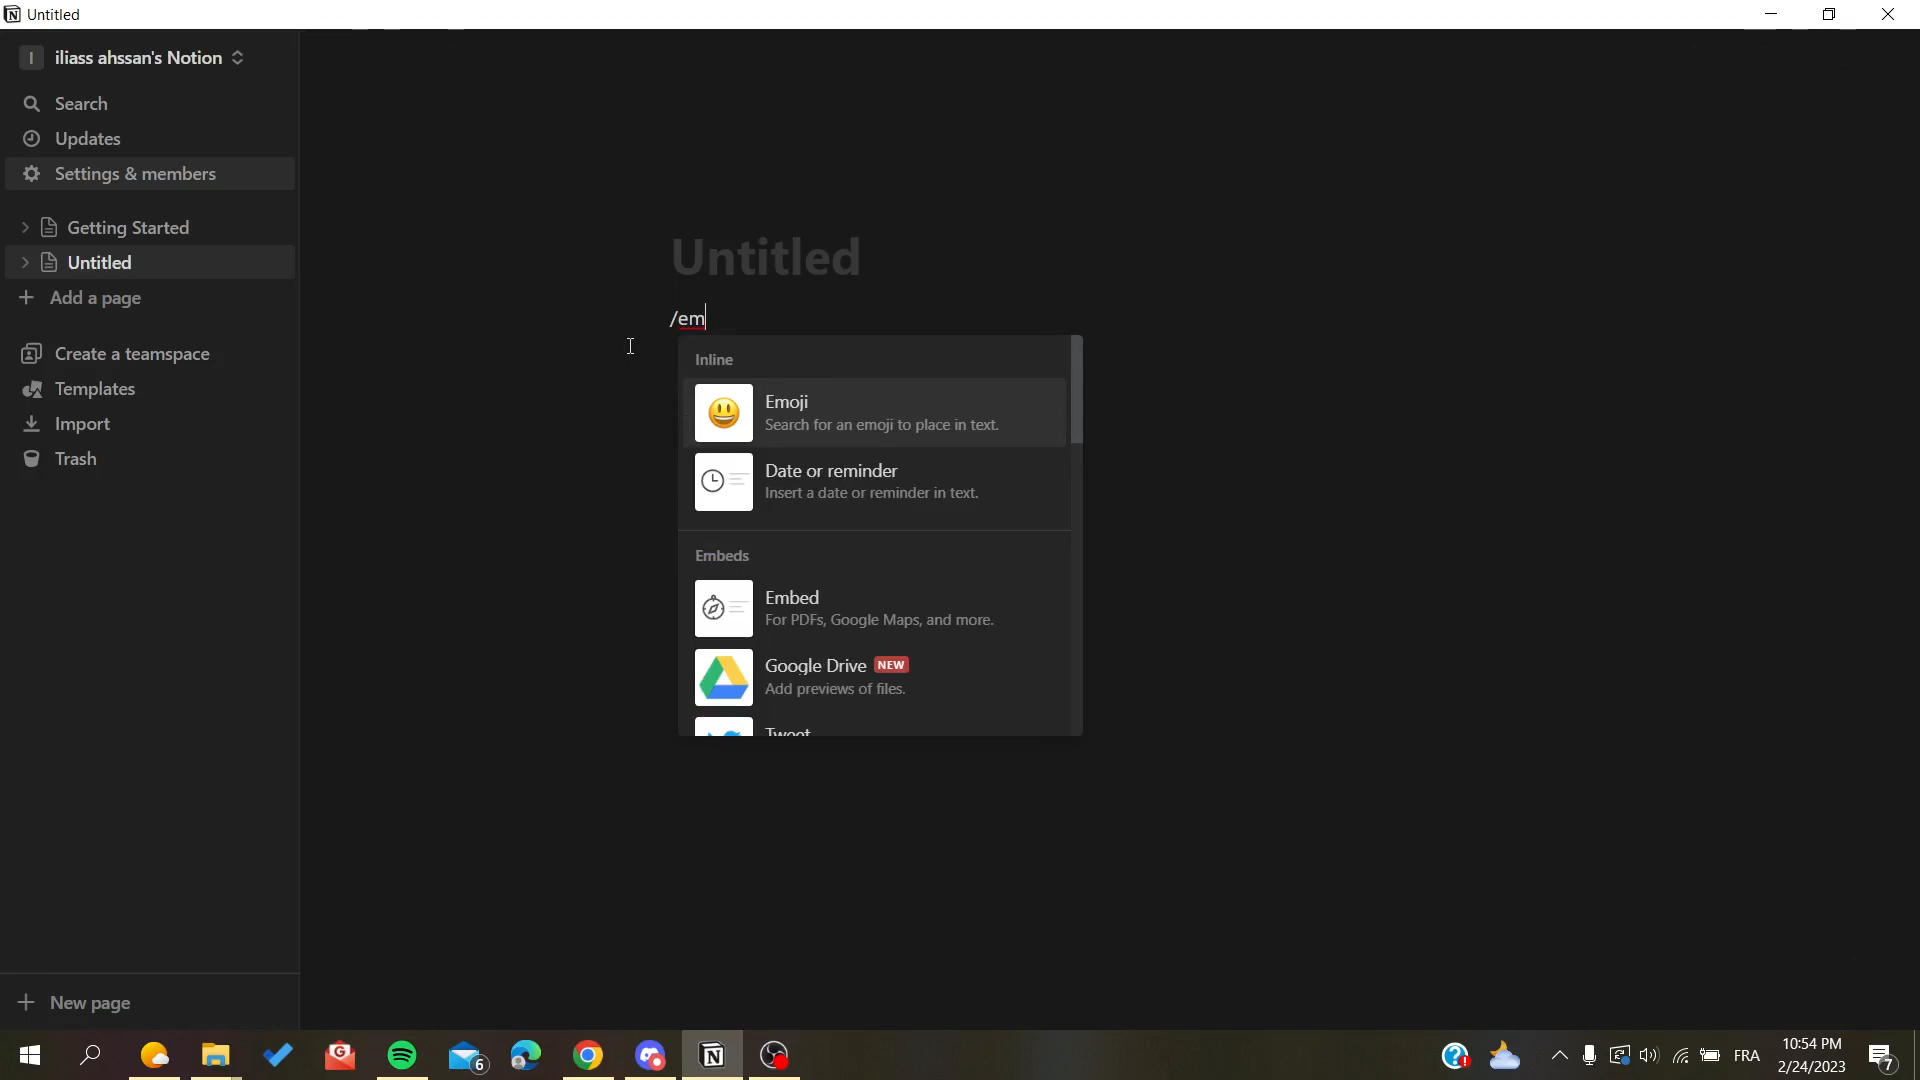 Untitled
I iliass ahssan's Notion
Search
Updates
Settings & members
Getting Started
Untitled
Add a page
Create a teamspace
Templates
Import
Trash
New page
Untitled
/em
Inline
Emoji
Search for an emoji to place in text.
Date or reminder
Insert a date or reminder in text.
Embeds
Embed
For PDFs, Google Maps, and more.
Google Drive NEW
Add previews of files.
Tweet
6
FRA
10:54 PM
2/24/2023
7